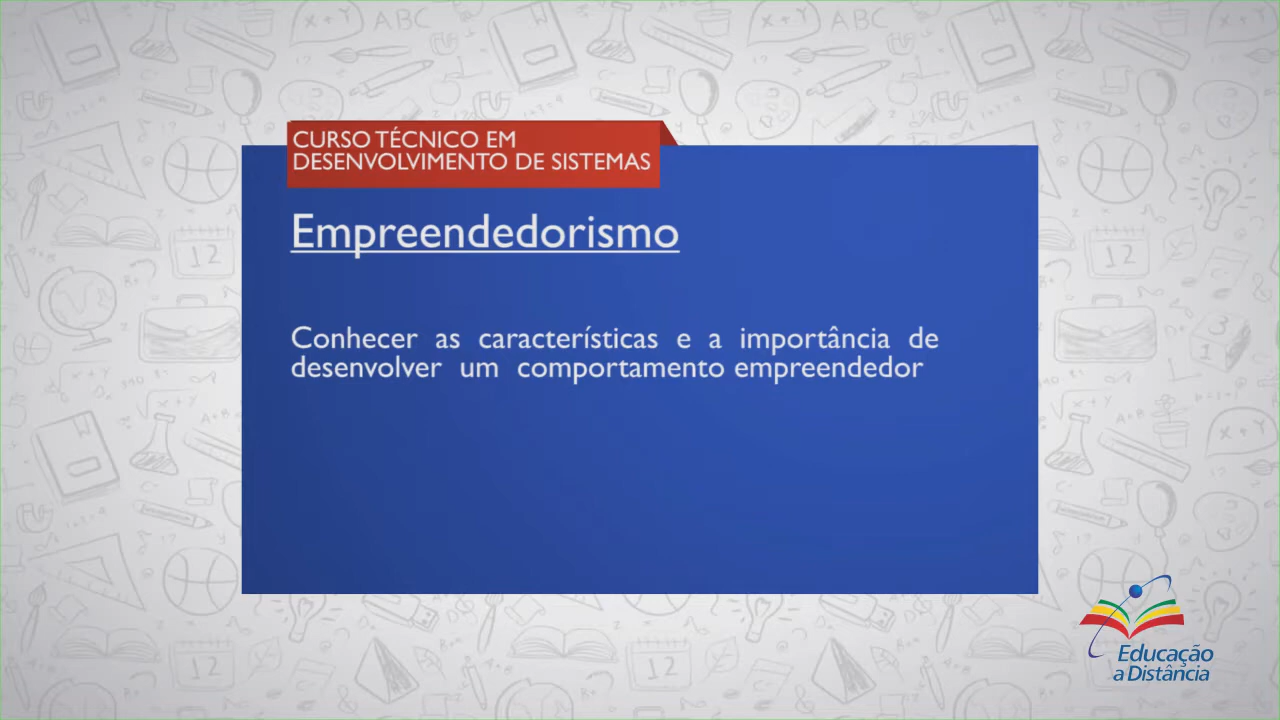 CURSO TÉCNICO EM
DESENVOLVIMENTO DE SISTEMAS
Empreendedorismo
Conhecer as características e a importância de
desenvolver um comportamento empreendedor
Educação
a Distância